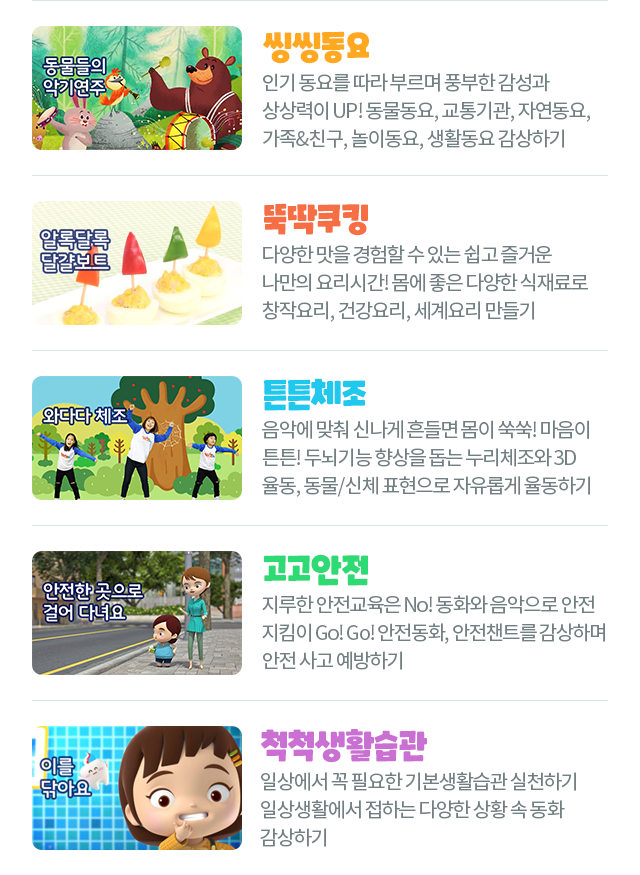 동물들의
악기연주
씽씽동요
인기 동요를 따라 부르며 풍부한 감성과
상상력이 UP! 동물동요, 교통기관, 자연동요,
가족&친구, 놀이동요, 생활동요 감상하기
알록달록
달걀보트
뚝딱쿠킹
다양한 맛을 경험할 수 있는 쉽고 즐거운
나만의 요리시간! 몸에 좋은 다양한 식재료로
창작요리, 건강요리, 세계요리 만들기
와다다 체조
튼튼체조
음악에 맞춰 신나게 흔들면 몸이 쑥쑥! 마음이
튼튼! 두뇌기능 향상을 돕는 누리체조와 3D
율동, 동물/신체 표현으로 자유롭게 율동하기
안전한 곳으로
걸어 다녀요
고고안전
지루한 안전교육은 No! 동화와 음악으로 안전
지킴이 Go! Go! 안전동화, 안전챈트를 감상하며
안전 사고 예방하기
이를
닦아요
척척생활습관
일상에서 꼭 필요한 기본생활습관 실천하기
일상생활에서 접하는 다양한 상황 속 동화
감상하기